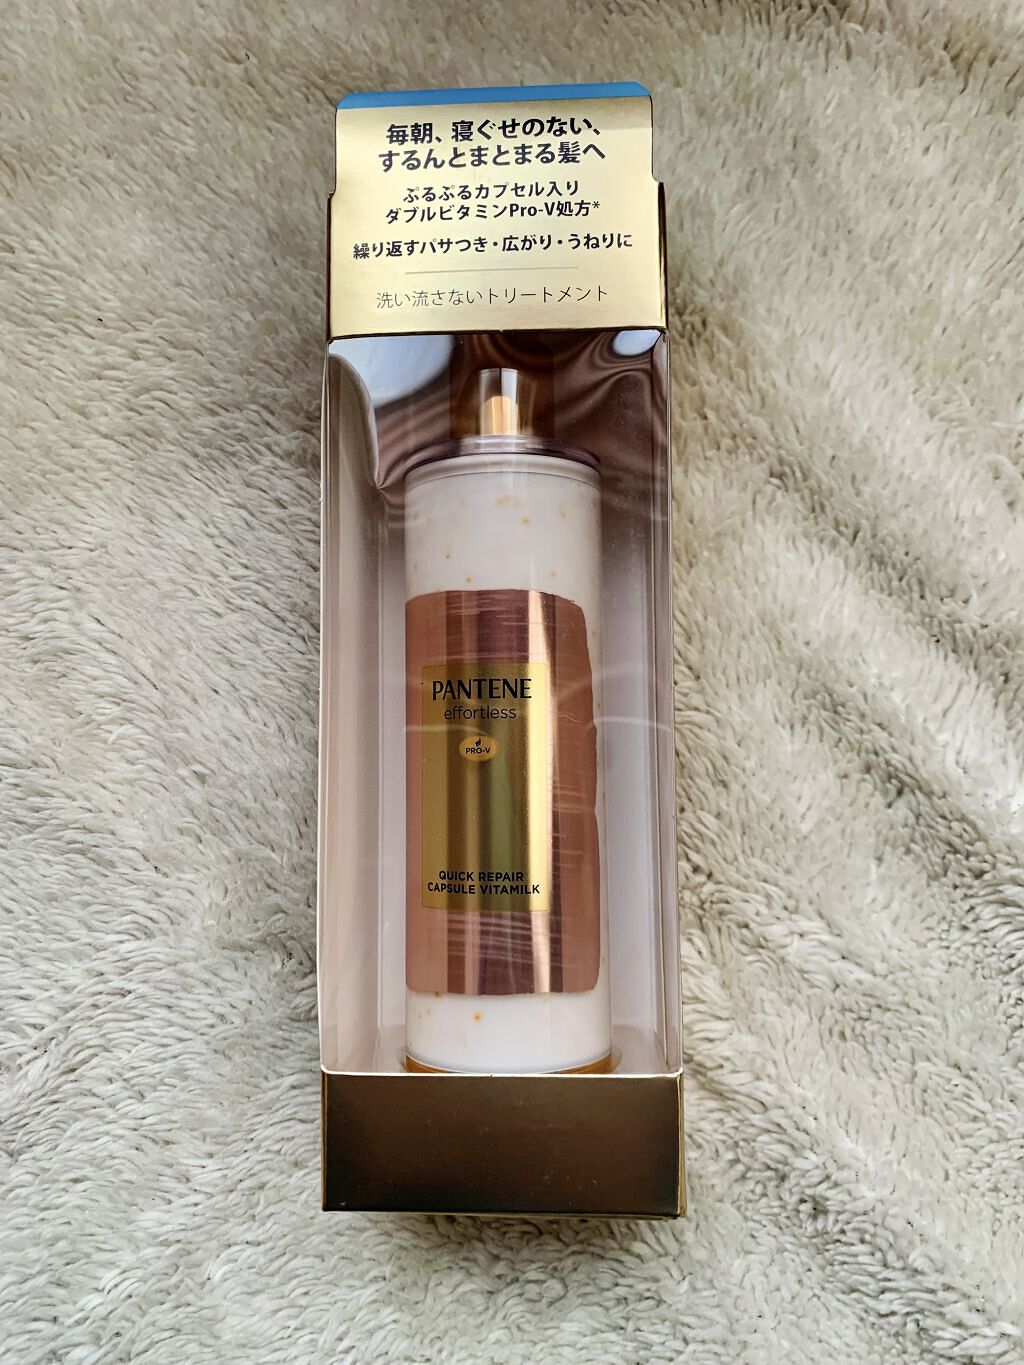 毎朝、寝ぐせのない、
するんとまとまる髪へ
ぷるぷるカプセル入り
ダブルビタミンPro-V処方*
繰り返すパサつき・広がり・うねりに
洗い流さないトリートメント
PANTENE
effortless
PRO-V
QUICK REPAIR
CAPSULE VITAMILK